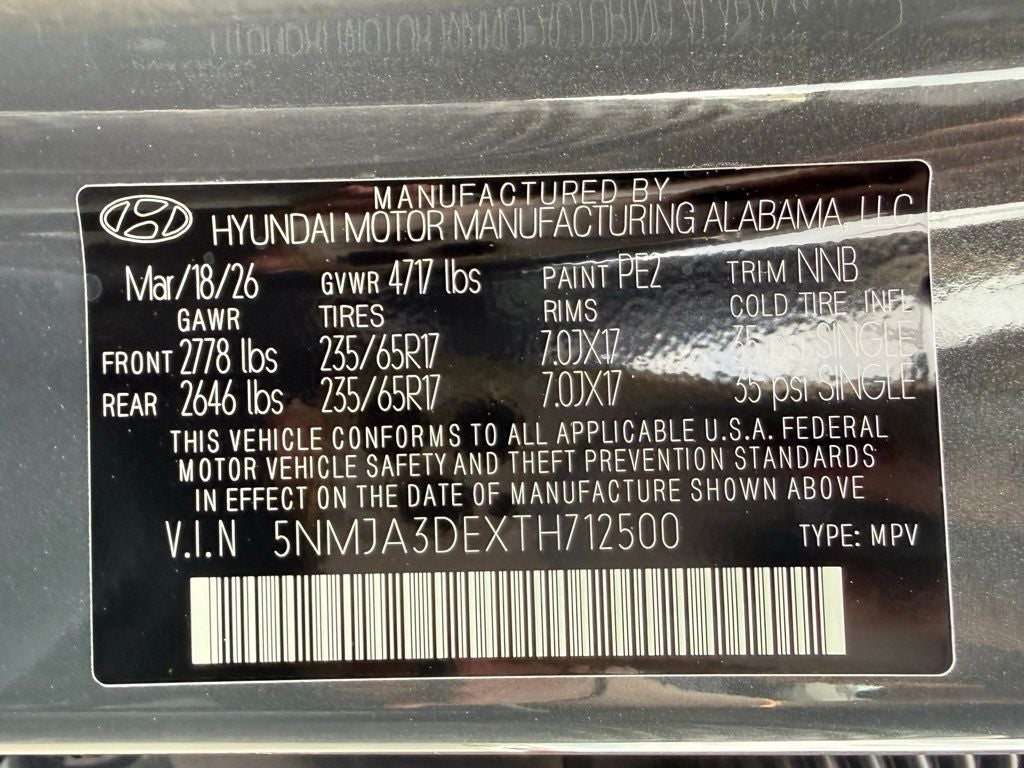 MANUFACTURED BY
HYUNDAI MOTOR MANUFACTURING ALABAMA, LLC
Mar/18/26 GVWR 4717 lbs PAINT PE2 TRIM NNB
GAWR TIRES RIMS COLD TIRE INFL
FRONT 2778 lbs 235/65R17 7.0JX17 35 psi SINGLE
REAR 2646 lbs 235/65R17 7.0JX17 35 psi SINGLE
THIS VEHICLE CONFORMS TO ALL APPLICABLE U.S.A. FEDERAL
MOTOR VEHICLE SAFETY AND THEFT PREVENTION STANDARDS
IN EFFECT ON THE DATE OF MANUFACTURE SHOWN ABOVE
V.I.N 5NMJA3DEXTH712500 TYPE: MPV